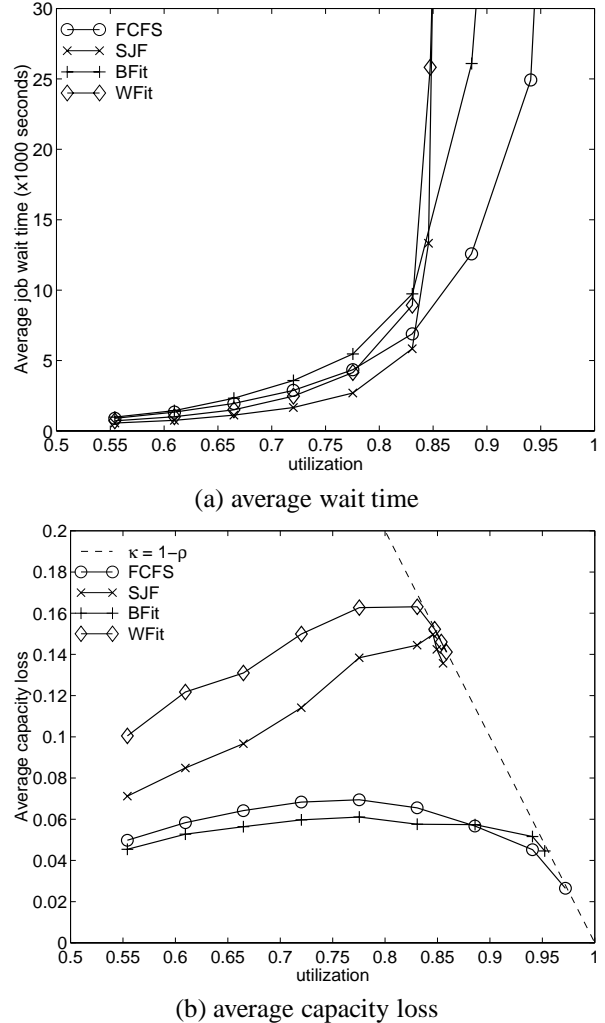 30
25
20
15
10
5
0
Average job wait time (x1000 seconds)
FCFS
SJF
BFit
WFit
0.5 0.55 0.6 0.65 0.7 0.75 0.8 0.85 0.9 0.95 1
utilization
(a) average wait time
0.2
0.18
0.16
0.14
0.12
0.1
0.08
0.06
0.04
0.02
0
Average capacity loss
κ = 1−ρ
FCFS
SJF
BFit
WFit
0.5 0.55 0.6 0.65 0.7 0.75 0.8 0.85 0.9 0.95 1
utilization
(b) average capacity loss